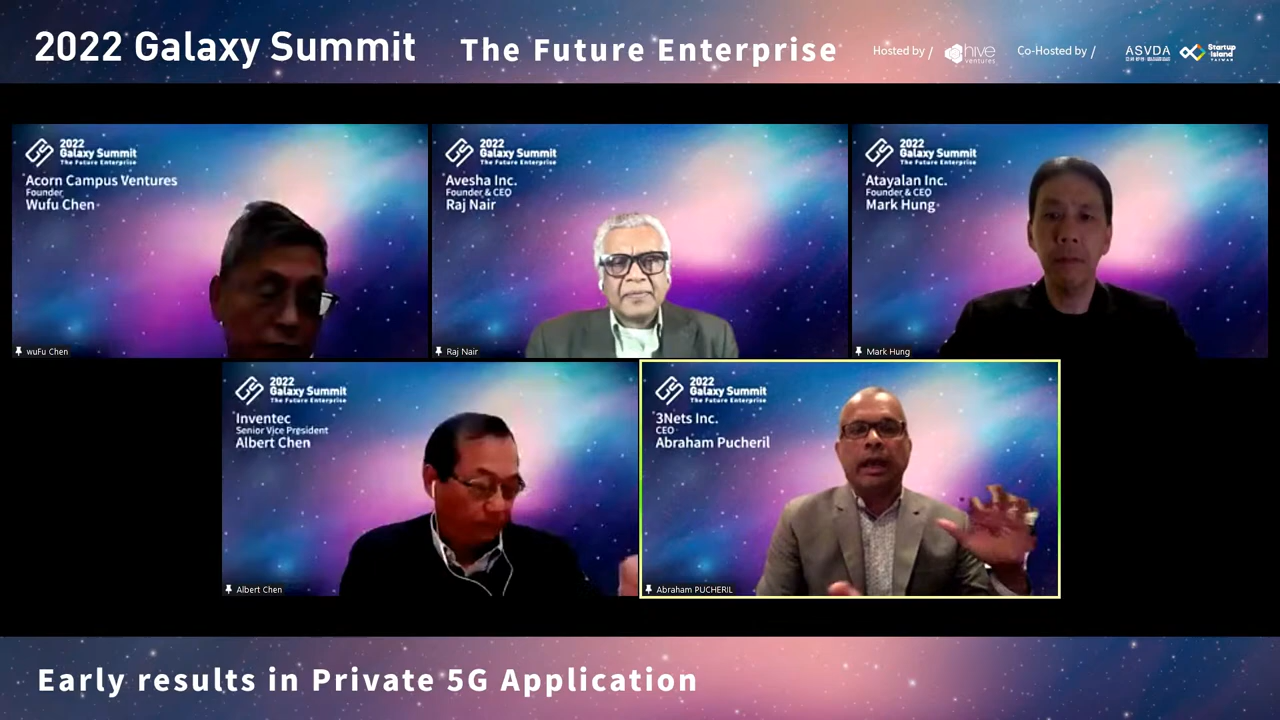 2022 Galaxy Summit
The Future Enterprise
Hosted by /
hive
ventures
Co-Hosted by /
ASVDA
Startup
Island
TAIWAN
2022
Galaxy Summit
The Future Enterprise
Acorn Campus Ventures
Founder
Wufu Chen
wuFu Chen
2022
Galaxy Summit
The Future Enterprise
Avesha Inc.
Founder & CEO
Raj Nair
Raj Nair
2022
Galaxy Summit
The Future Enterprise
Atayalan Inc.
Founder & CEO
Mark Hung
Mark Hung
2022
Galaxy Summit
The Future Enterprise
Inventec
Senior Vice President
Albert Chen
Albert Chen
2022
Galaxy Summit
The Future Enterprise
3Nets Inc.
CEO
Abraham Pucheril
Abraham PUCHERIL
Early results in Private 5G Application